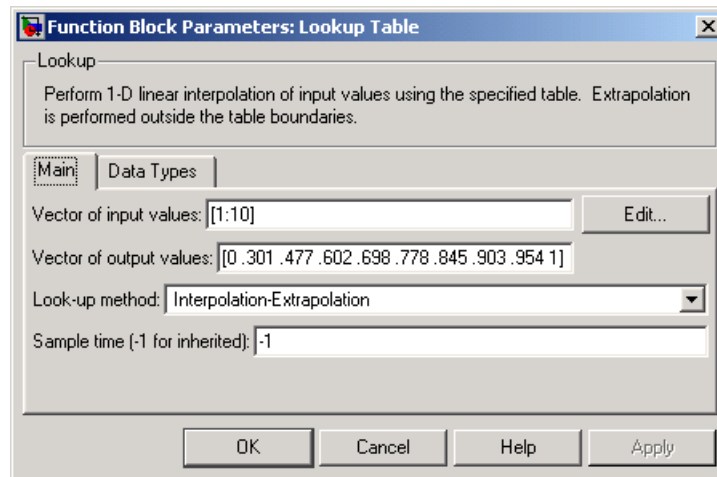 Function Block Parameters: Lookup Table
Lookup
Perform 1-D linear interpolation of input values using the specified table. Extrapolation
is performed outside the table boundaries.
Main Data Types
Vector of input values: [1:10] Edit...
Vector of output values: [0 .301 .477 .602 .698 .778 .845 .903 .954 1]
Look-up method: Interpolation-Extrapolation
Sample time (-1 for inherited): -1
OK Cancel Help Apply